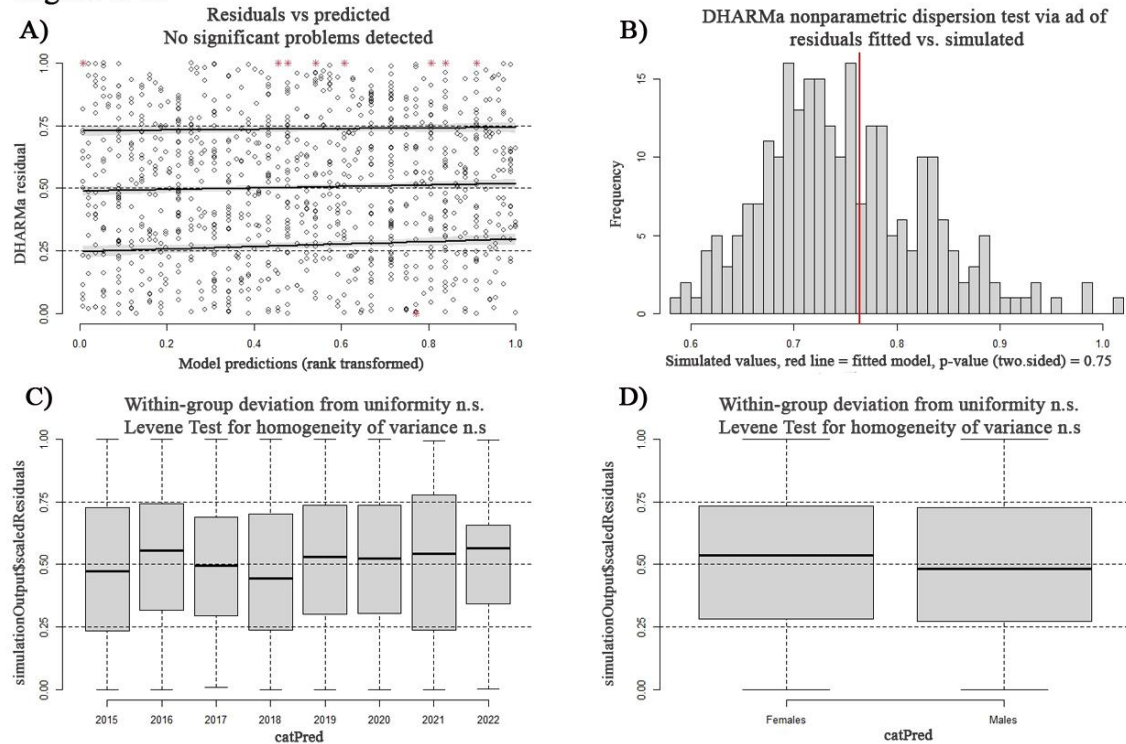 A)
Residuals vs predicted
No significant problems detected
DHARMa residual
1.00
0.75
0.50
0.25
0.00
0.0 0.2 0.4 0.6 0.8 1.0
Model predictions (rank transformed)
B)
DHARMa nonparametric dispersion test via ad of
residuals fitted vs. simulated
Frequency
15
10
5
0
0.6 0.7 0.8 0.9 1.0
Simulated values, red line = fitted model, p-value (two.sided) = 0.75
C)
Within-group deviation from uniformity n.s.
Levene Test for homogeneity of variance n.s
simulationOutput$scaledResiduals
1.00
0.75
0.50
0.25
0.00
2015 2016 2017 2018 2019 2020 2021 2022
catPred
D)
Within-group deviation from uniformity n.s.
Levene Test for homogeneity of variance n.s
simulationOutput$scaledResiduals
1.00
0.75
0.50
0.25
0.00
Females Males
catPred